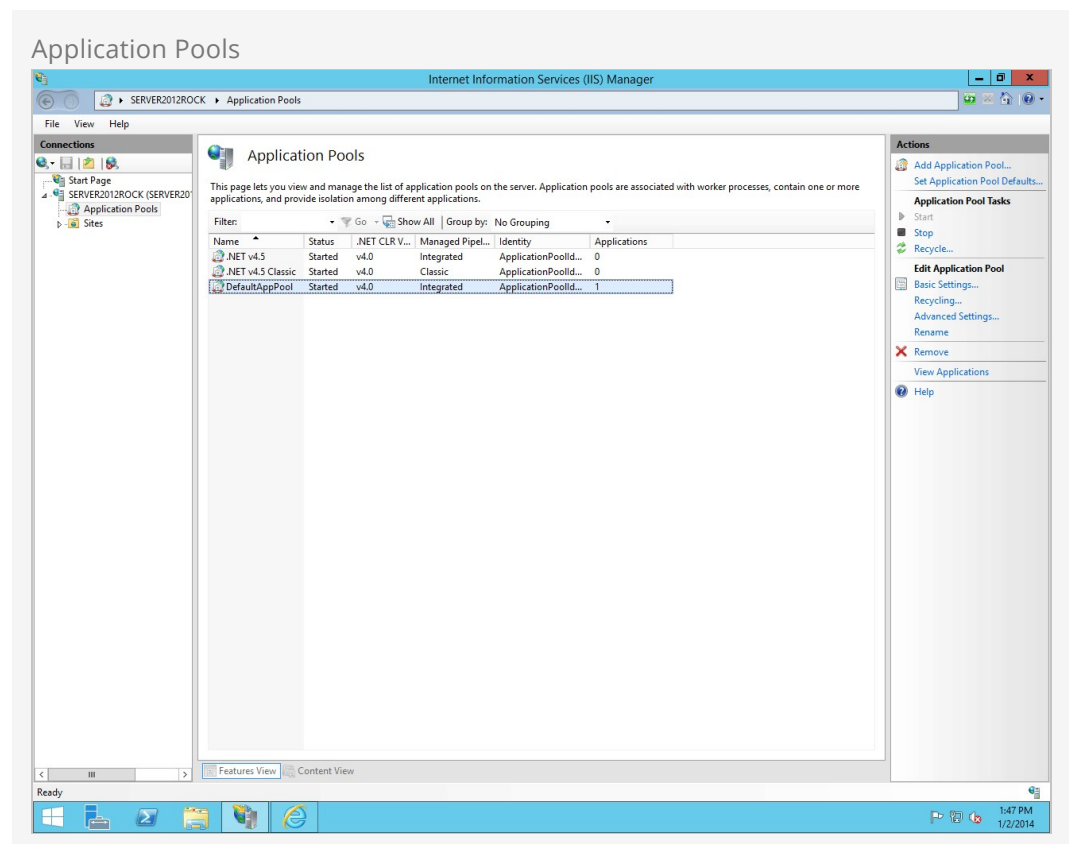 Application Pools
Internet Information Services (IIS) Manager
SERVER2012ROCK Application Pools
File View Help
Connections
Start Page
SERVER2012ROCK (SERVER20
Application Pools
Sites
Application Pools
This page lets you view and manage the list of application pools on the server. Application pools are associated with worker processes, contain one or more
applications, and provide isolation among different applications.
Filter: Go Show All Group by: No Grouping
Name Status .NET CLR V... Managed Pipel... Identity Applications
.NET v4.5 Started v4.0 Integrated ApplicationPoolId... 0
.NET v4.5 Classic Started v4.0 Classic ApplicationPoolId... 0
DefaultAppPool Started v4.0 Integrated ApplicationPoolId... 1
Features View Content View
Actions
Add Application Pool...
Set Application Pool Defaults...
Application Pool Tasks
Start
Stop
Recycle...
Edit Application Pool
Basic Settings...
Recycling...
Advanced Settings...
Rename
Remove
View Applications
Help
Ready
1:47 PM
1/2/2014